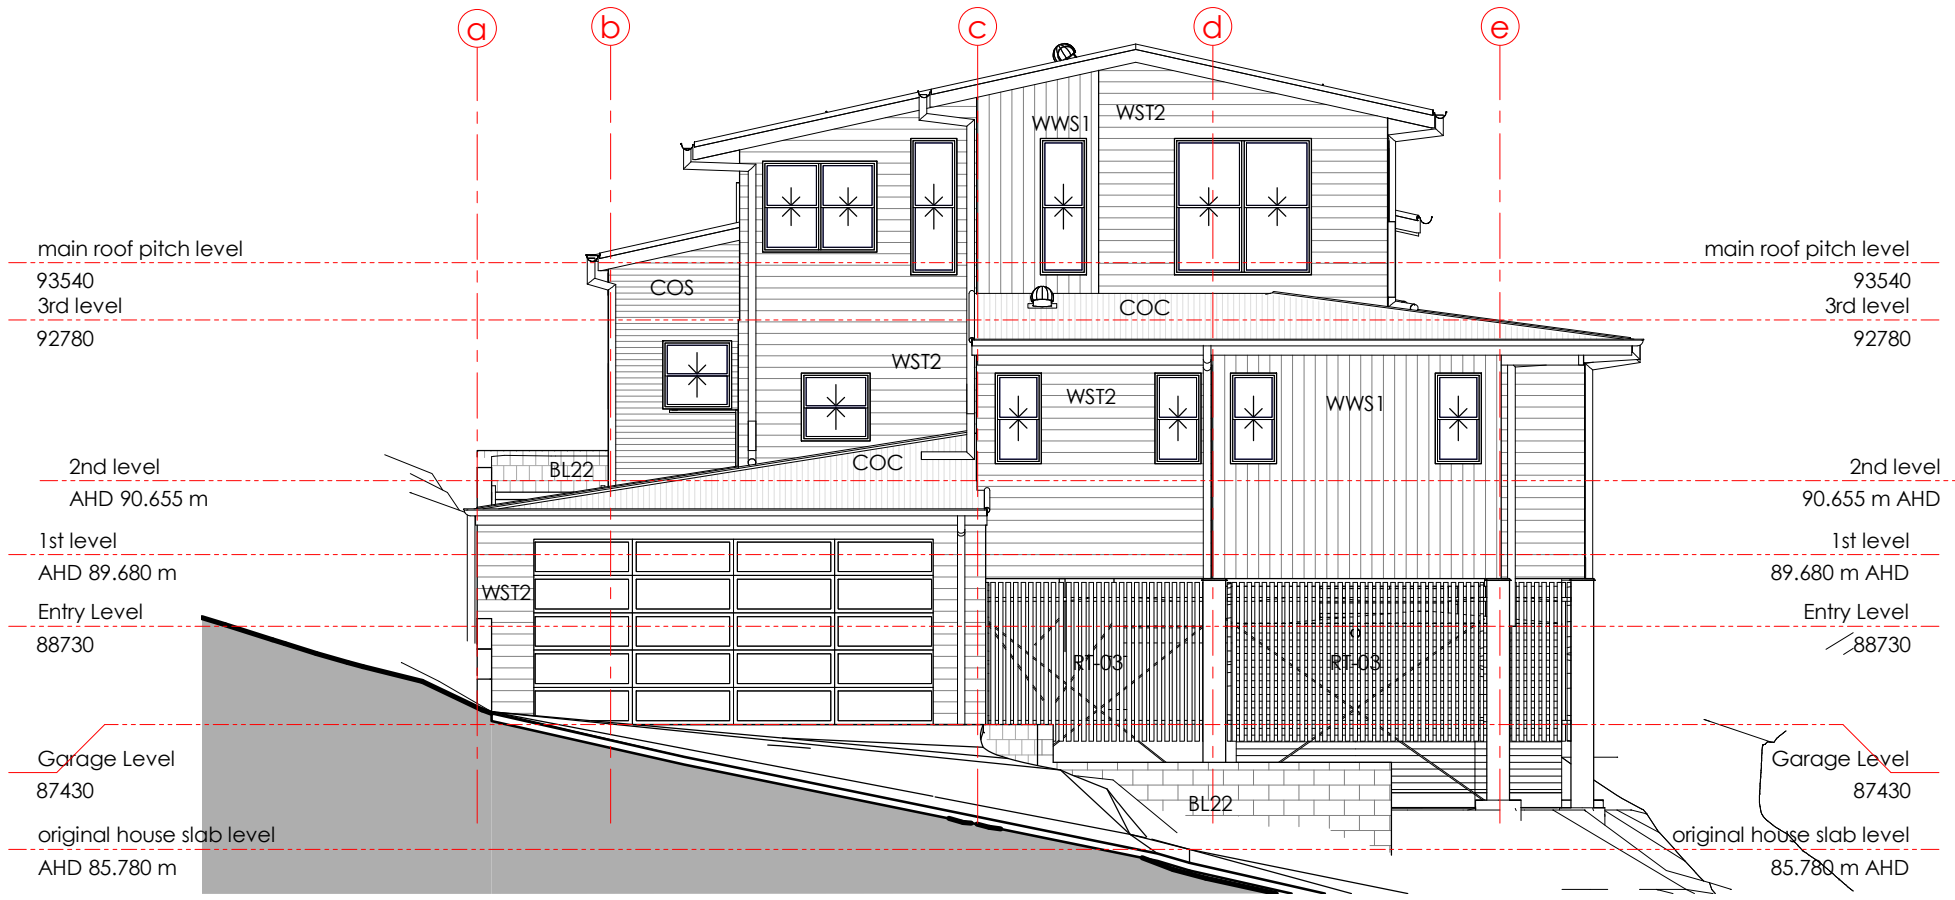 a b c d e
WWS1
WST2
main roof pitch level
93540
3rd level
92780
main roof pitch level
93540
3rd level
92780
COS
COC
WST2
WST2
WWS1
BL22
COC
2nd level
AHD 90.655 m
1st level
AHD 89.680 m
Entry Level
88730
2nd level
90.655 m AHD
1st level
89.680 m AHD
Entry Level
88730
WST2
RT-03
RT-03
BL22
Garage Level
87430
original house slab level
AHD 85.780 m
Garage Level
87430
original house slab level
85.780 m AHD